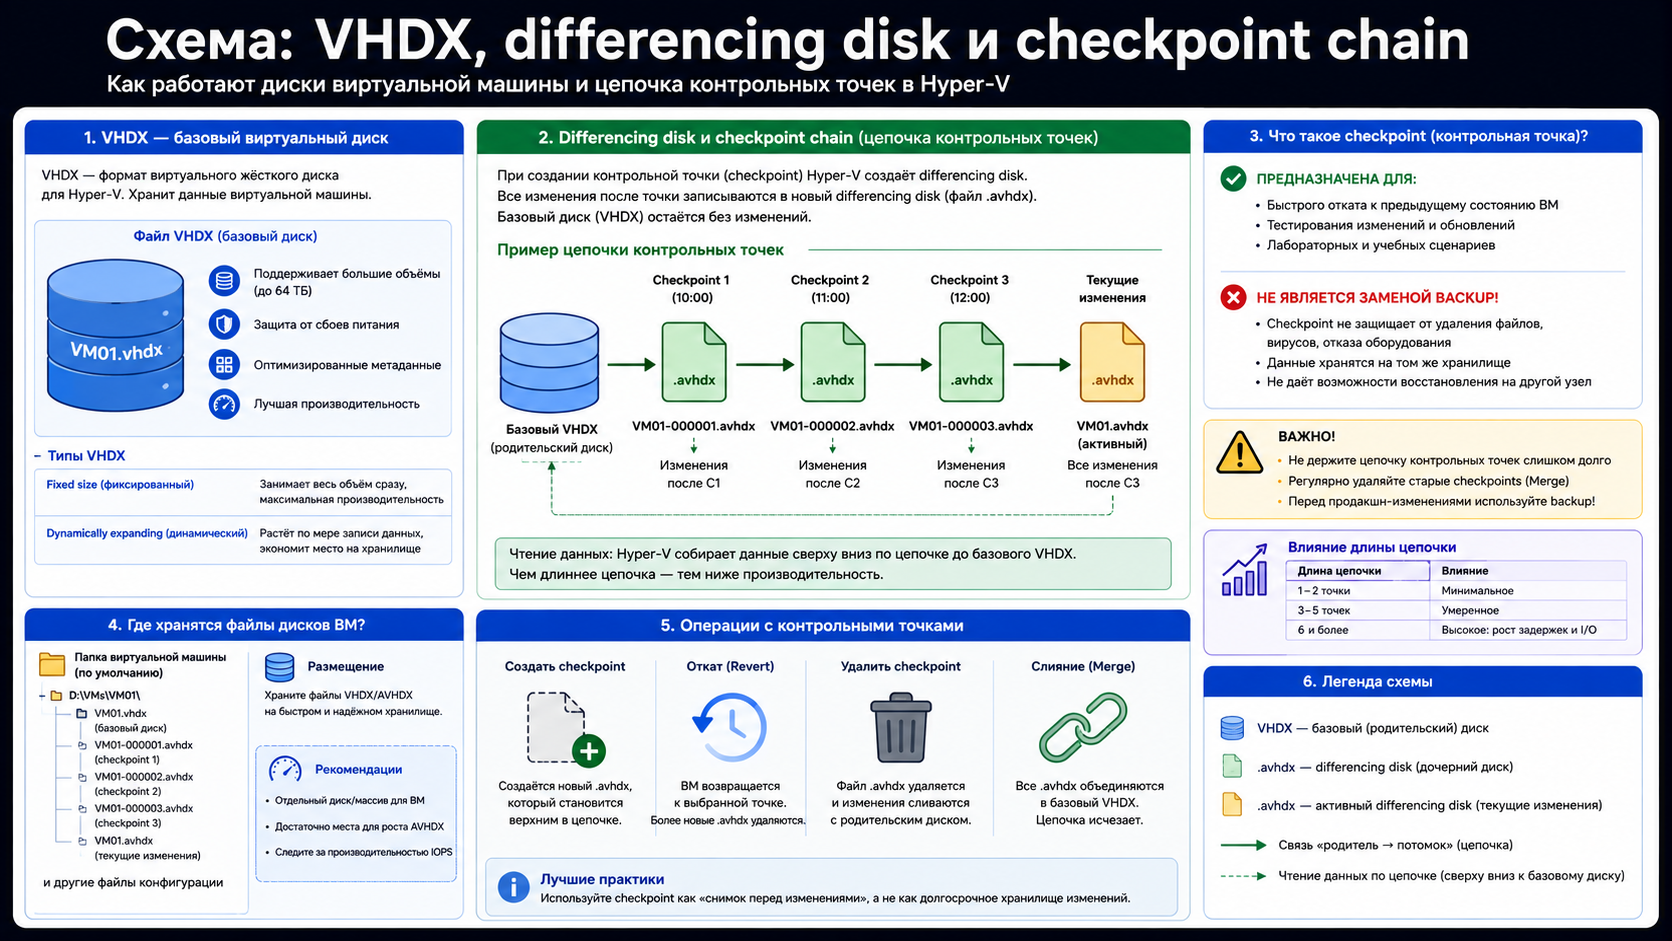 Схема: VHDX, differencing disk и checkpoint chain
Как работают диски виртуальной машины и цепочка контрольных точек в Hyper-V
1. VHDX — базовый виртуальный диск
VHDX — формат виртуального жёсткого диска
для Hyper-V. Хранит данные виртуальной машины.
Файл VHDX (базовый диск)
VM01.vhdx
Поддерживает большие объёмы
(до 64 ТБ)
Защита от сбоев питания
Оптимизированные метаданные
Лучшая производительность
Типы VHDX
Fixed size (фиксированный)
Занимает весь объём сразу,
максимальная производительность
Dynamically expanding (динамический)
Растёт по мере записи данных,
экономит место на хранилище
2. Differencing disk и checkpoint chain (цепочка контрольных точек)
При создании контрольной точки (checkpoint) Hyper-V создаёт differencing disk.
Все изменения после точки записываются в новый differencing disk (файл .avhdx).
Базовый диск (VHDX) остаётся без изменений.
Пример цепочки контрольных точек
Checkpoint 1
(10:00)
Checkpoint 2
(11:00)
Checkpoint 3
(12:00)
Текущие
изменения
.avhdx
.avhdx
.avhdx
.avhdx
Базовый VHDX
(родительский диск)
VM01-000001.avhdx
VM01-000002.avhdx
VM01-000003.avhdx
VM01.avhdx
(активный)
Изменения
после C1
Изменения
после C2
Изменения
после C3
Все изменения
после C3
Чтение данных: Hyper-V собирает данные сверху вниз по цепочке до базового VHDX.
Чем длиннее цепочка — тем ниже производительность.
3. Что такое checkpoint (контрольная точка)?
ПРЕДНАЗНАЧЕНА ДЛЯ:
• Быстрого отката к предыдущему состоянию ВМ
• Тестирования изменений и обновлений
• Лабораторных и учебных сценариев
НЕ ЯВЛЯЕТСЯ ЗАМЕНОЙ BACKUP!
• Checkpoint не защищает от удаления файлов,
вирусов, отказа оборудования
• Данные хранятся на том же хранилище
• Не даёт возможности восстановления на другой узел
ВАЖНО!
• Не держите цепочку контрольных точек слишком долго
• Регулярно удаляйте старые checkpoints (Merge)
• Перед продакшн-изменениями используйте backup!
Влияние длины цепочки
Длина цепочки Влияние
1–2 точки Минимальное
3–5 точек Умеренное
6 и более Высокое: рост задержек и I/O
4. Где хранятся файлы дисков ВМ?
Папка виртуальной машины
(по умолчанию)
D:\VMs\VM01\
VM01.vhdx
(базовый диск)
VM01-000001.avhdx
(checkpoint 1)
VM01-000002.avhdx
(checkpoint 2)
VM01-000003.avhdx
(checkpoint 3)
VM01.avhdx
(текущие изменения)
и другие файлы конфигурации
Размещение
Храните файлы VHDX/AVHDX
на быстром и надёжном хранилище.
Рекомендации
• Отдельный диск/массив для ВМ
• Достаточно места для роста AVHDX
• Следите за производительностью IOPS
5. Операции с контрольными точками
Создать checkpoint
Создаётся новый .avhdx,
который становится
верхним в цепочке.
Откат (Revert)
ВМ возвращается
к выбранной точке.
Более новые .avhdx удаляются.
Удалить checkpoint
Файл .avhdx удаляется
и изменения сливаются
с родительским диском.
Слияние (Merge)
Все .avhdx объединяются
в базовый VHDX.
Цепочка исчезает.
Лучшие практики
Используйте checkpoint как «снимок перед изменениями», а не как долгосрочное хранилище изменений.
6. Легенда схемы
VHDX — базовый (родительский) диск
.avhdx — differencing disk (дочерний диск)
.avhdx — активный differencing disk (текущие изменения)
Связь «родитель → потомок» (цепочка)
Чтение данных по цепочке (сверху вниз к базовому диску)